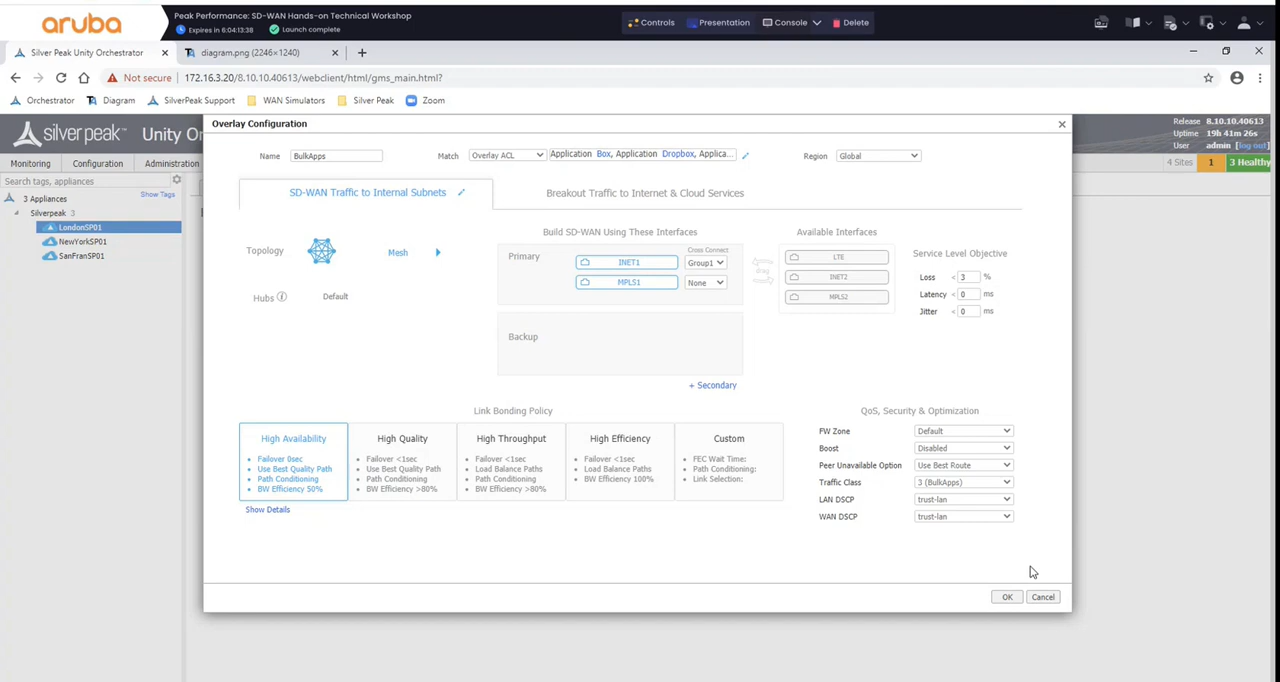 aruba
Peak Performance: SD-WAN Hands-on Technical Workshop
Expires in 6:04:13:38 Launch complete
Controls Presentation Console Delete
Silver Peak Unity Orchestrator
diagram.png (2246×1240)
Not secure 172.16.3.20/8.10.10.40613/webclient/html/gms_main.html?
Orchestrator Diagram SilverPeak Support WAN Simulators Silver Peak Zoom
silver peak Unity Or
Release 8.10.10.40613
Uptime 19h 41m 26s
User admin [log out]
Monitoring Configuration Administration
4 Sites 1 3 Healthy
Search tags, appliances
Show Tags
3 Appliances
Silverpeak 3
LondonSP01
NewYorkSP01
SanFranSP01
Overlay Configuration
Name BulkApps Match Overlay ACL Application Box, Application Dropbox, Applica... Region Global
SD-WAN Traffic to Internal Subnets
Breakout Traffic to Internet & Cloud Services
Topology Mesh
Hubs Default
Build SD-WAN Using These Interfaces
Cross Connect
Primary
INET1 Group1
MPLS1 None
Backup
+ Secondary
drag
Available Interfaces
LTE
INET2
MPLS2
Service Level Objective
Loss < 3 %
Latency < 0 ms
Jitter < 0 ms
Link Bonding Policy
High Availability
Failover 0sec
Use Best Quality Path
Path Conditioning
BW Efficiency 50%
High Quality
Failover <1sec
Use Best Quality Path
Path Conditioning
BW Efficiency >80%
High Throughput
Failover <1sec
Load Balance Paths
Path Conditioning
BW Efficiency >80%
High Efficiency
Failover <1sec
Load Balance Paths
BW Efficiency 100%
Custom
FEC Wait Time:
Path Conditioning:
Link Selection:
Show Details
QoS, Security & Optimization
FW Zone Default
Boost Disabled
Peer Unavailable Option Use Best Route
Traffic Class 3 (BulkApps)
LAN DSCP trust-lan
WAN DSCP trust-lan
OK Cancel